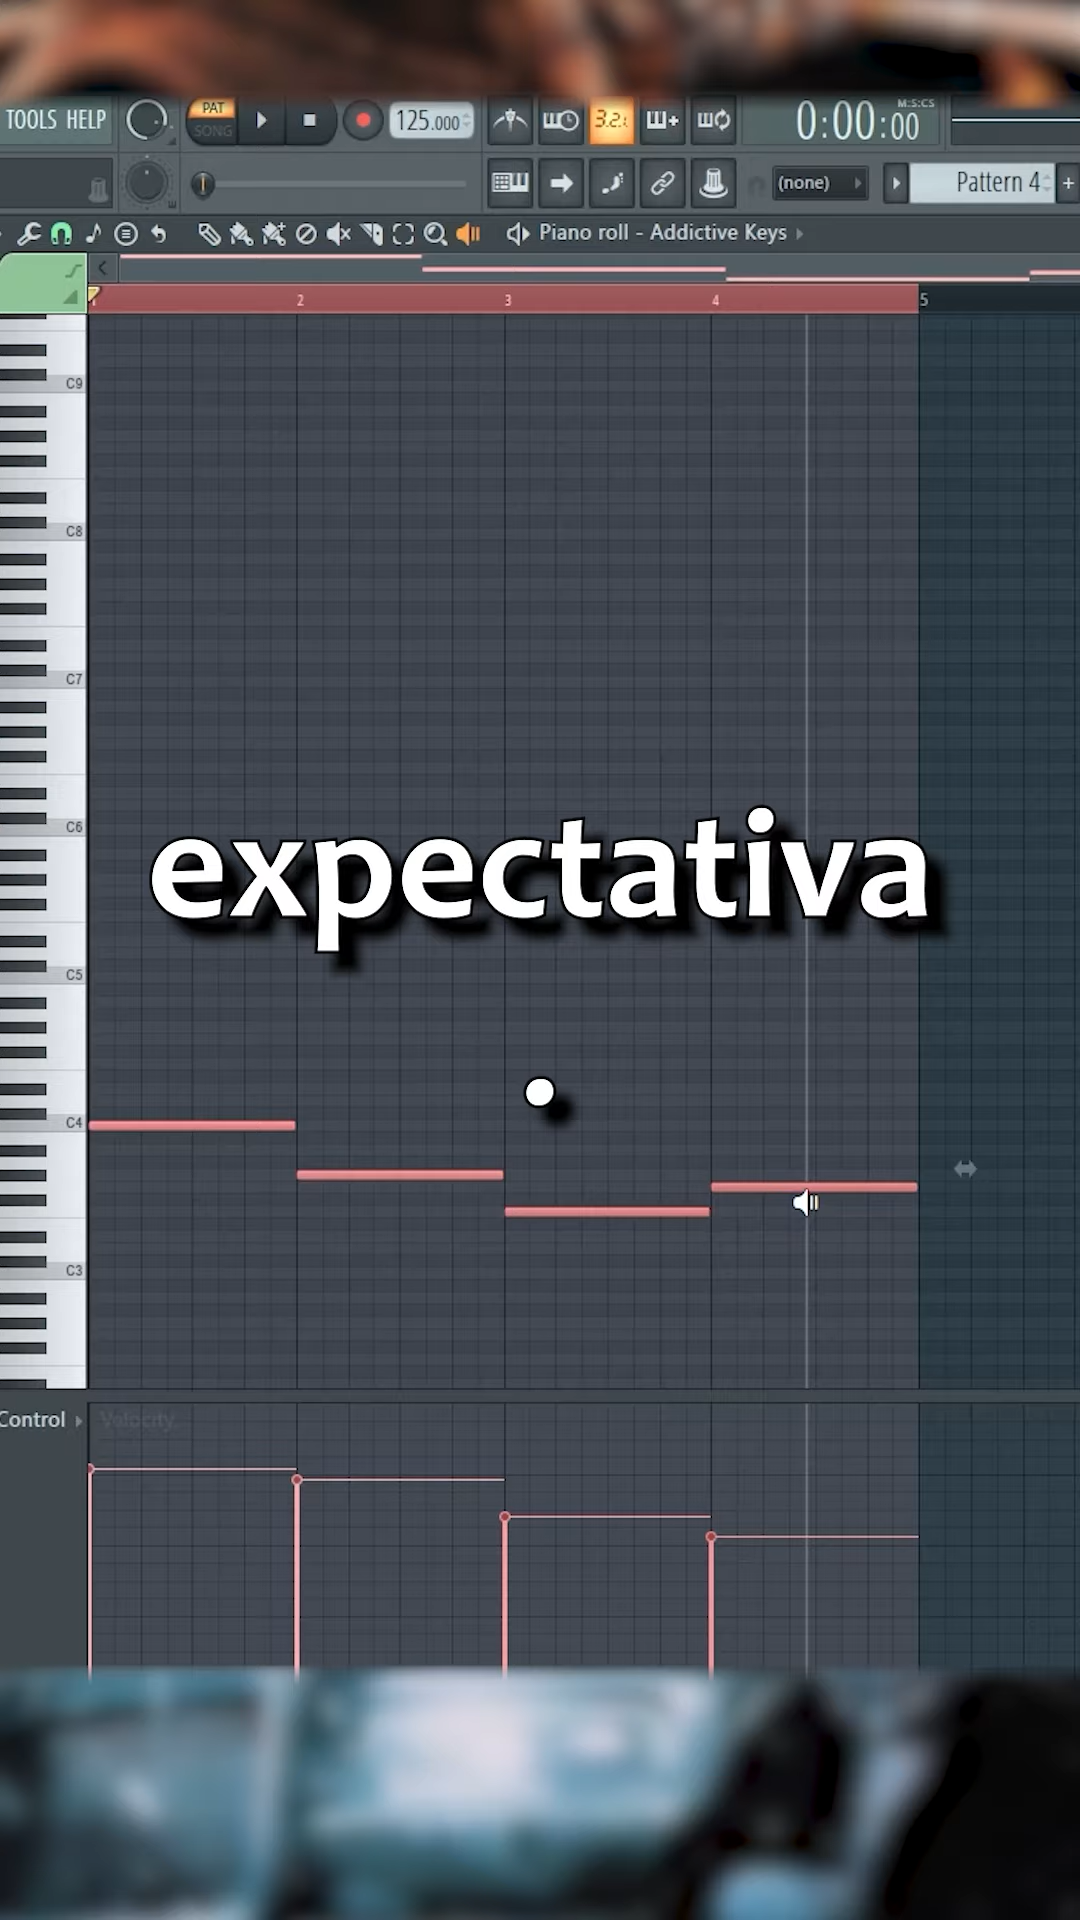 TOOLS HELP
PAT
SONG
125.000
3.2.
0:00:00
M:S:CS
(none)
Pattern 4
+
Piano roll - Addictive Keys
2
3
4
5
C9
C8
C7
C6
expectativa
C5
.
C4
C3
Control
Velocity